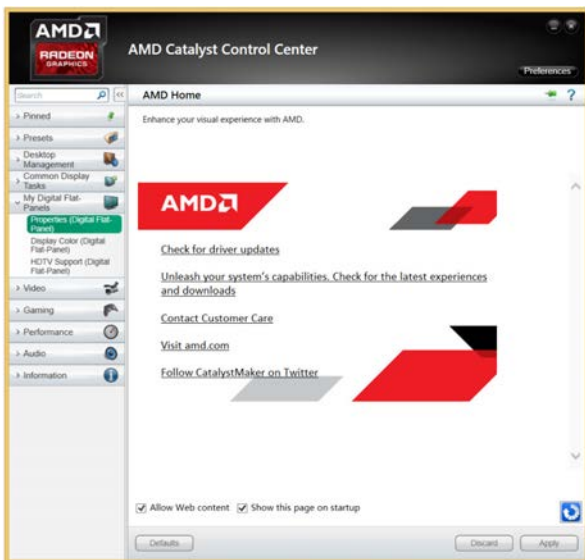 AMD
RADEON
GRAPHICS
AMD Catalyst Control Center
Preferences
Search
<<
AMD Home
?
> Pinned
Enhance your visual experience with AMD.
> Presets
Desktop
Management
Common Display
Tasks
My Digital Flat-
Panels
Properties (Digital Flat-
Panel)
Display Color (Digital
Flat-Panel)
HDTV Support (Digital
Flat-Panel)
> Video
> Gaming
> Performance
> Audio
> Information
AMD
Check for driver updates
Unleash your system's capabilities. Check for the latest experiences
and downloads
Contact Customer Care
Visit amd.com
Follow CatalystMaker on Twitter
Allow Web content
Show this page on startup
Defaults
Discard
Apply